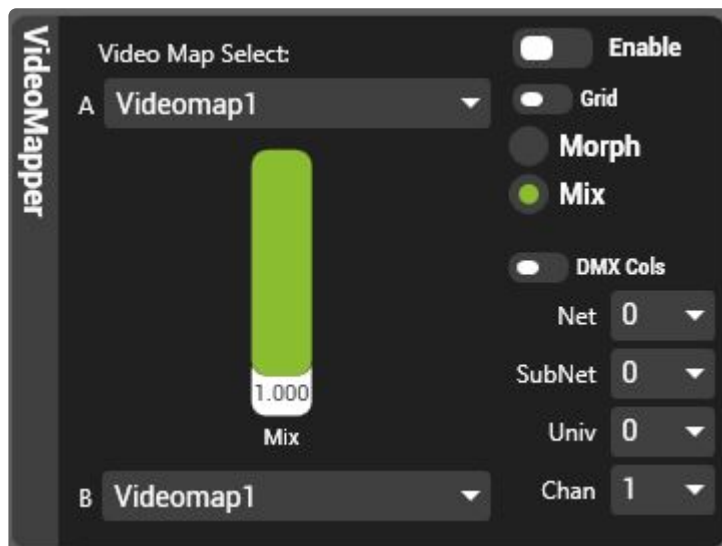 VideoMapper
Video Map Select:
A Videomap1
1.000
Mix
B Videomap1
Enable
Grid
Morph
Mix
DMX Cols
Net 0
SubNet 0
Univ 0
Chan 1